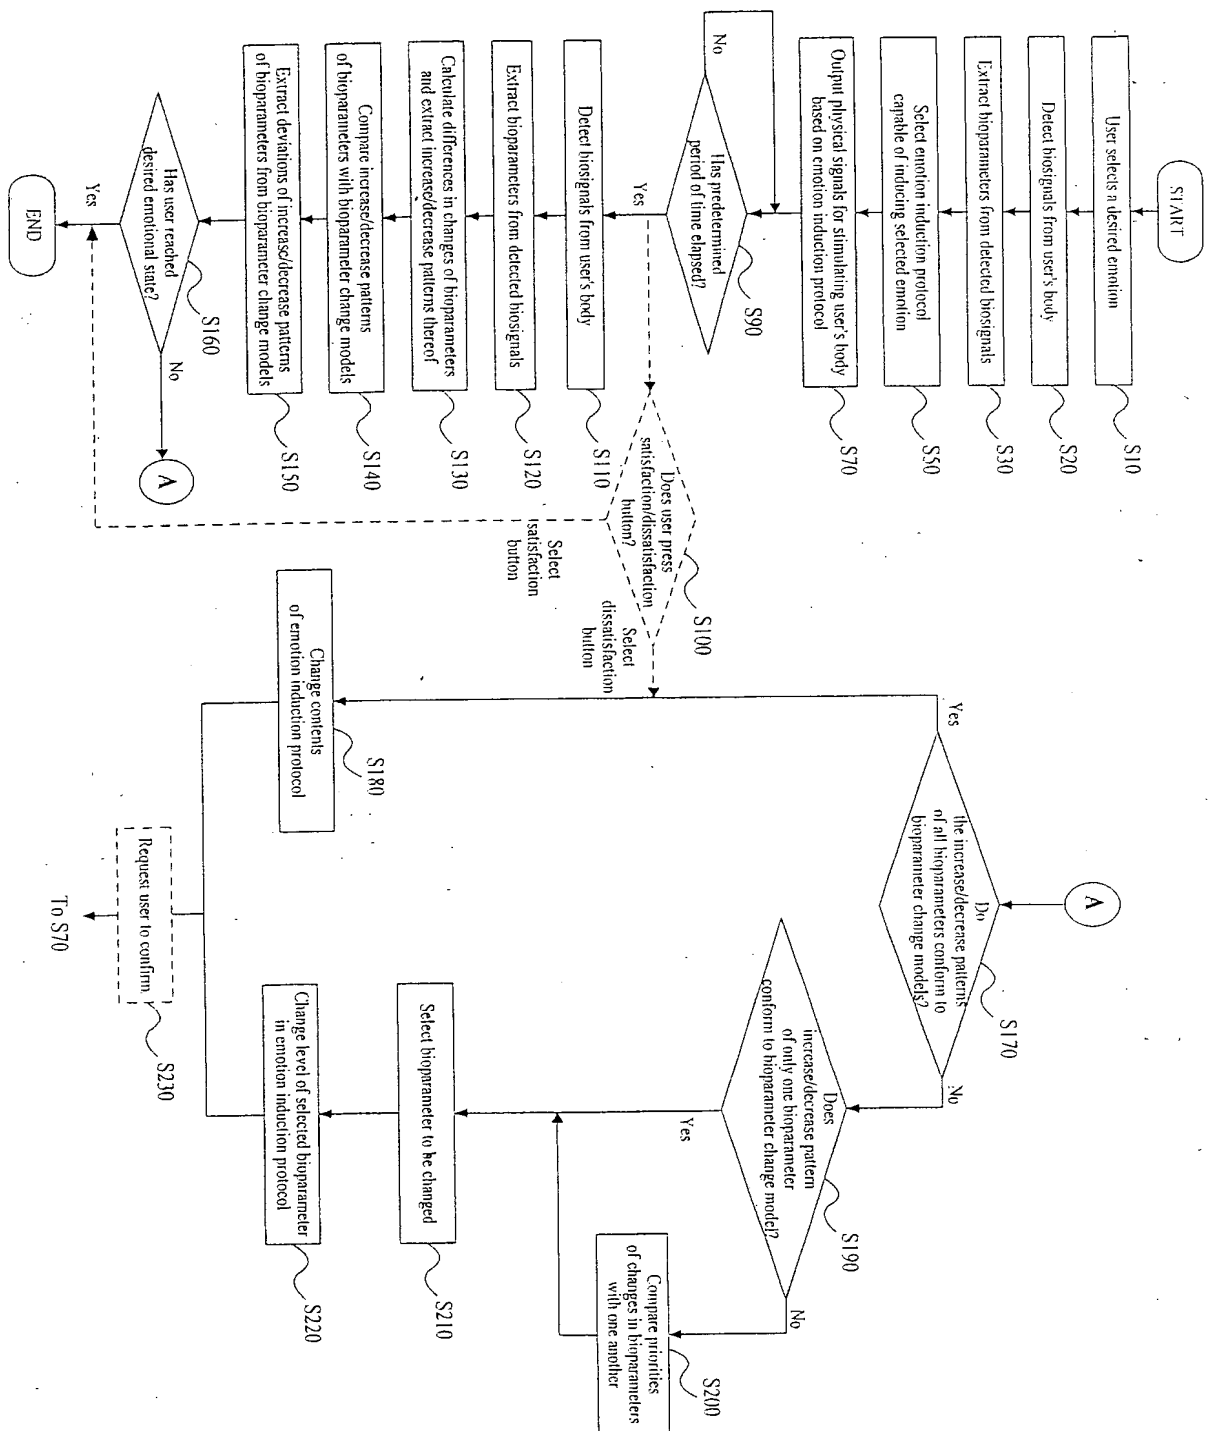 START
User selects a desired emotion
S10
Detect biosignals from user's body
S20
Extract bioparameters from detected biosignals
S30
Select emotion induction protocol
capable of inducing selected emotion
S50
Output physical signals for stimulating user's body
based on emotion induction protocol
S70
No
Has predetermined
period of time elapsed?
S90
Yes
Does user press
satisfaction/dissatisfaction
button?
S100
Select
satisfaction
button
Select
dissatisfaction
button
Detect biosignals from user's body
S110
Extract bioparameters from detected biosignals
S120
Calculate differences in changes of bioparameters
and extract increase/decrease patterns thereof
S130
Compare increase/decrease patterns
of bioparameters with bioparameter change models
S140
Extract deviations of increase/decrease patterns
of bioparameters from bioparameter change models
S150
Has user reached
desired emotional state?
S160
No
A
Yes
END
A
Do
the increase/decrease patterns
of all bioparameters conform to
bioparameter change models?
S170
Yes
No
Does
increase/decrease pattern
of only one bioparameter
conform to bioparameter change model?
S190
No
Yes
Compare priorities
of changes in bioparameters
with one another
S200
Select bioparameter to be changed
S210
Change contents
of emotion induction protocol
S180
Change level of selected bioparameter
in emotion induction protocol
S220
Request user to confirm
S230
To S70